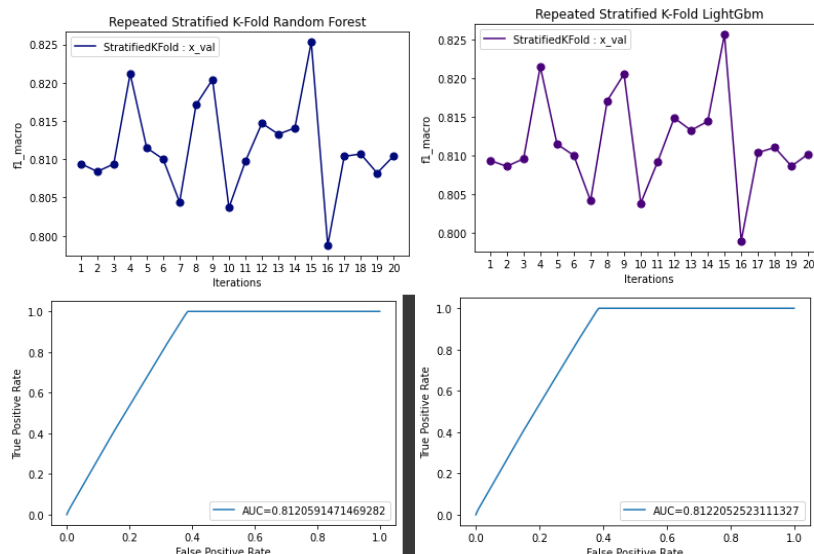 Repeated Stratified K-Fold Random Forest
StratifiedKFold : x_val
0.825
0.820
0.815
0.810
0.805
0.800
f1_macro
1 2 3 4 5 6 7 8 9 10 11 12 13 14 15 16 17 18 19 20
Iterations
Repeated Stratified K-Fold LightGbm
StratifiedKFold : x_val
0.825
0.820
0.815
0.810
0.805
0.800
f1_macro
1 2 3 4 5 6 7 8 9 10 11 12 13 14 15 16 17 18 19 20
Iterations
1.0
0.8
0.6
0.4
0.2
0.0
True Positive Rate
AUC=0.8120591471469282
0.0 0.2 0.4 0.6 0.8 1.0
False Positive Rate
1.0
0.8
0.6
0.4
0.2
0.0
True Positive Rate
AUC=0.8122052523111327
0.0 0.2 0.4 0.6 0.8 1.0
False Positive Rate